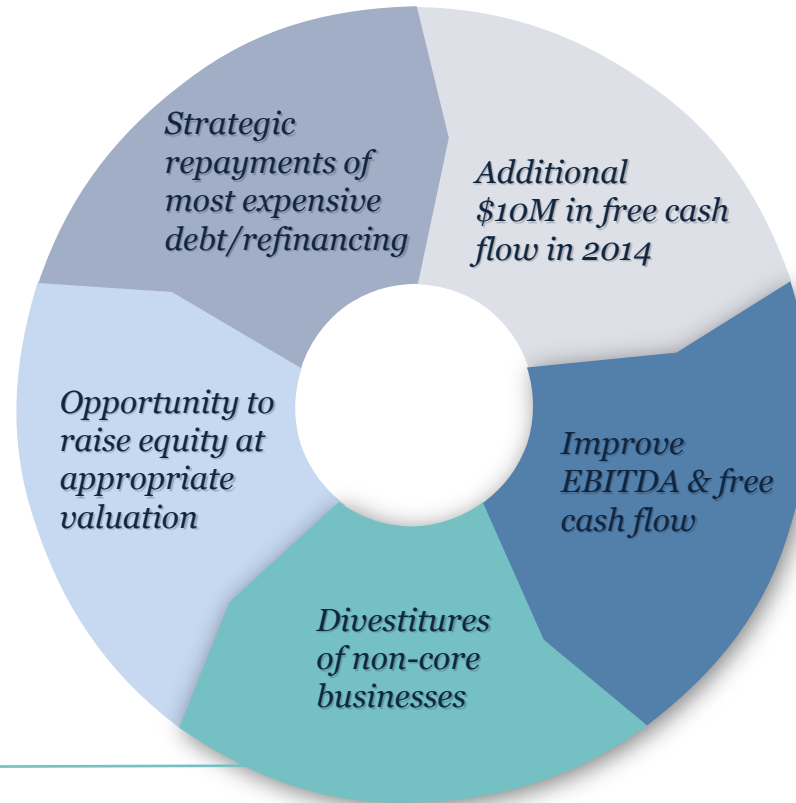 Strategic
repayments of
most expensive
debt/refinancing
Additional
$10M in free cash
flow in 2014
Improve
EBITDA & free
cash flow
Divestitures
of non-core
businesses
Opportunity to
raise equity at
appropriate
valuation